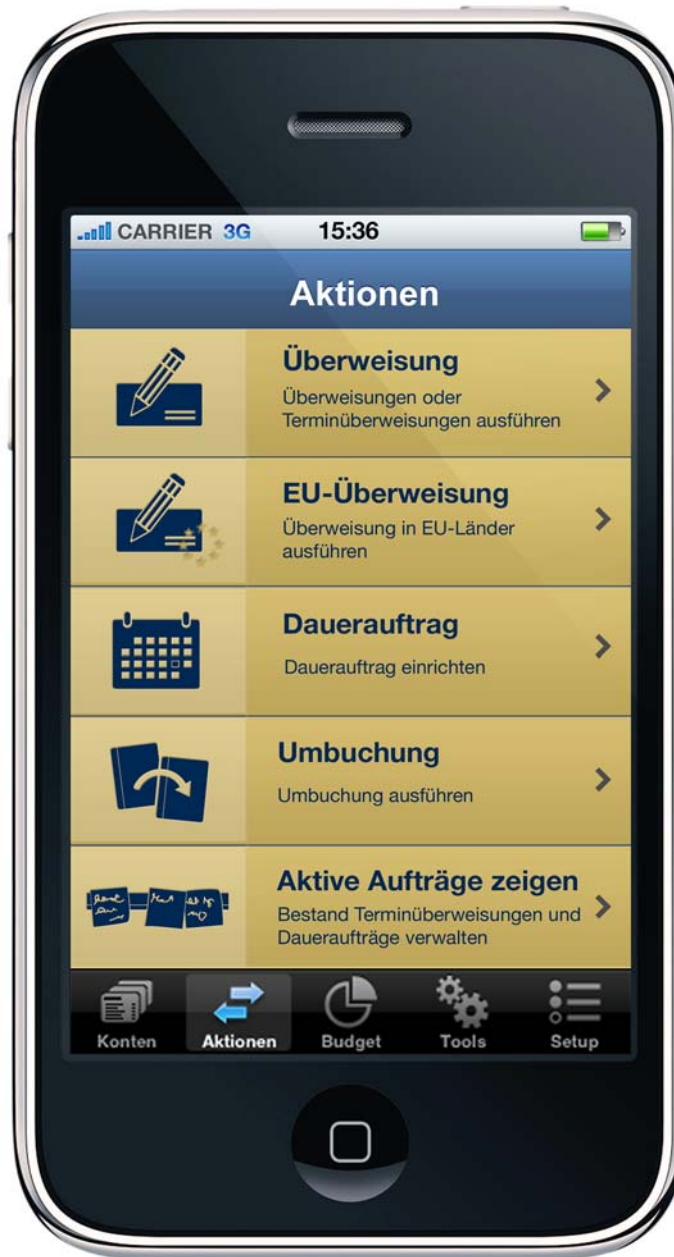 CARRIER 3G 15:36
Aktionen
Überweisung
Überweisungen oder
Terminüberweisungen ausführen
EU-Überweisung
Überweisung in EU-Länder
ausführen
Dauerauftrag
Dauerauftrag einrichten
Umbuchung
Umbuchung ausführen
Aktive Aufträge zeigen
Bestand Terminüberweisungen und
Daueraufträge verwalten
Konten Aktionen Budget Tools Setup